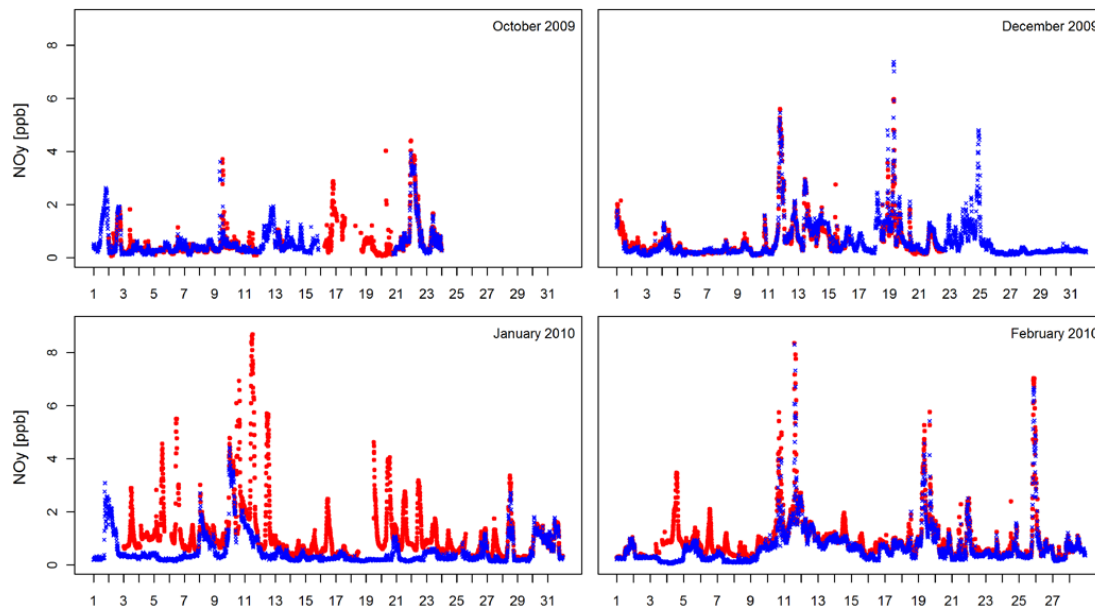 October 2009
December 2009
NOy [ppb]
8
6
4
2
0
1 3 5 7 9 11 13 15 17 19 21 23 25 27 29 31
1 3 5 7 9 11 13 15 17 19 21 23 25 27 29 31
January 2010
February 2010
NOy [ppb]
8
6
4
2
0
1 3 5 7 9 11 13 15 17 19 21 23 25 27 29 31
1 3 5 7 9 11 13 15 17 19 21 23 25 27